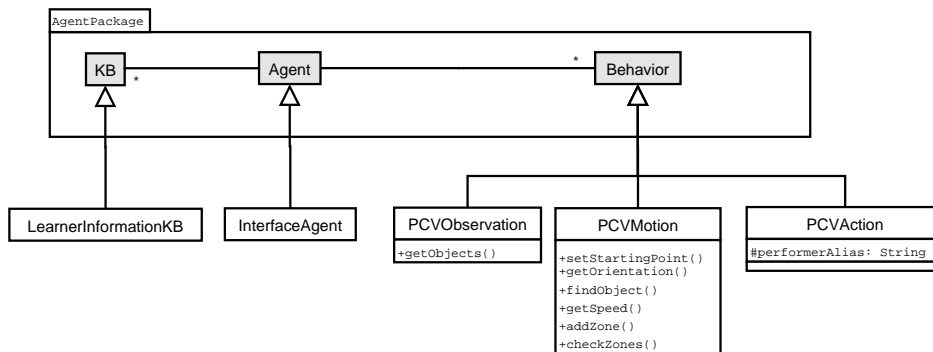 AgentPackage
KB
Agent
Behavior
*
*
LearnerInformationKB
InterfaceAgent
PCVObservation
+getObjects()
PCVMotion
+setStartingPoint()
+getOrientation()
+findObject()
+getSpeed()
+addZone()
+checkZones()
PCVAction
#performerAlias: String